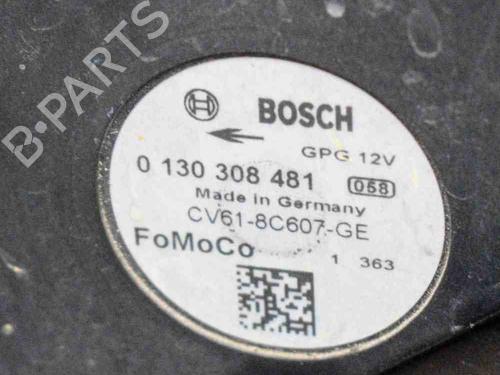 B-PARTS
BOSCH
GPG 12V
0 130 308 481 058
Made in Germany
CV61-8C607-GE
FoMoCo
1 363